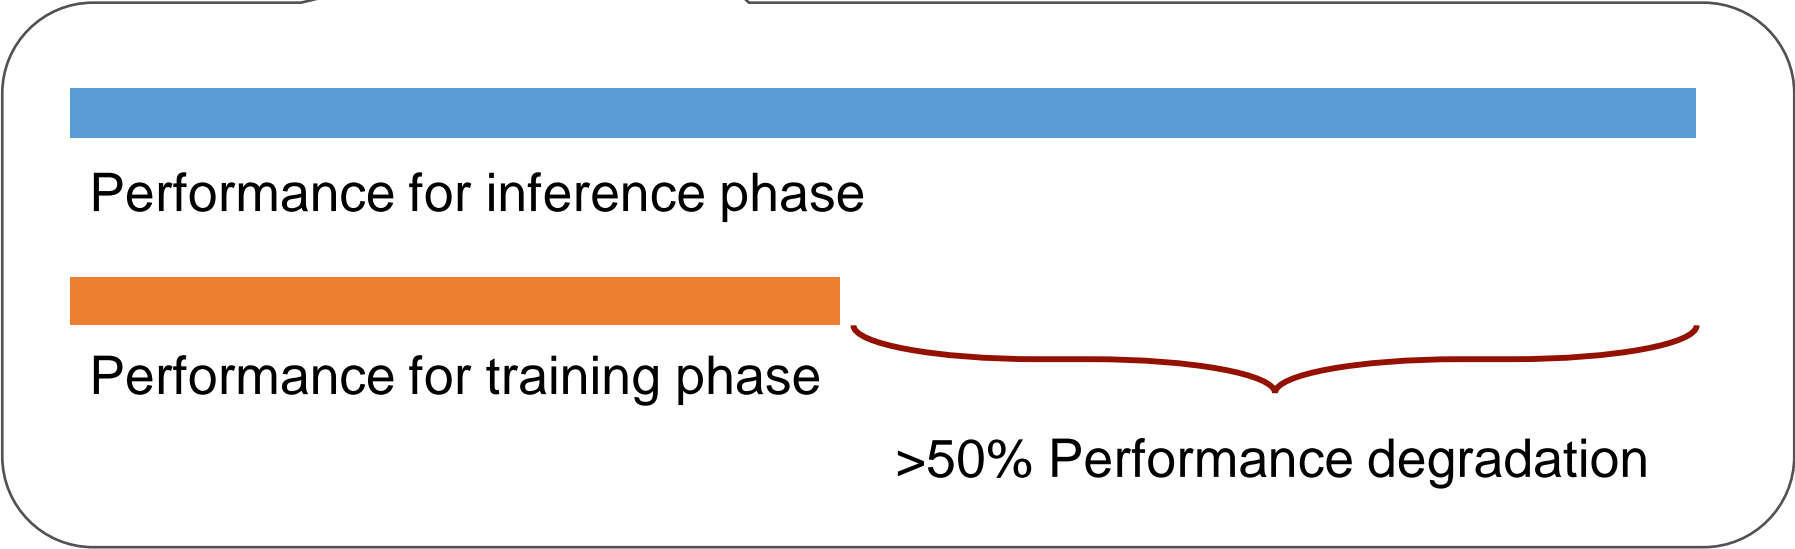 Performance for inference phase
Performance for training phase
>50% Performance degradation